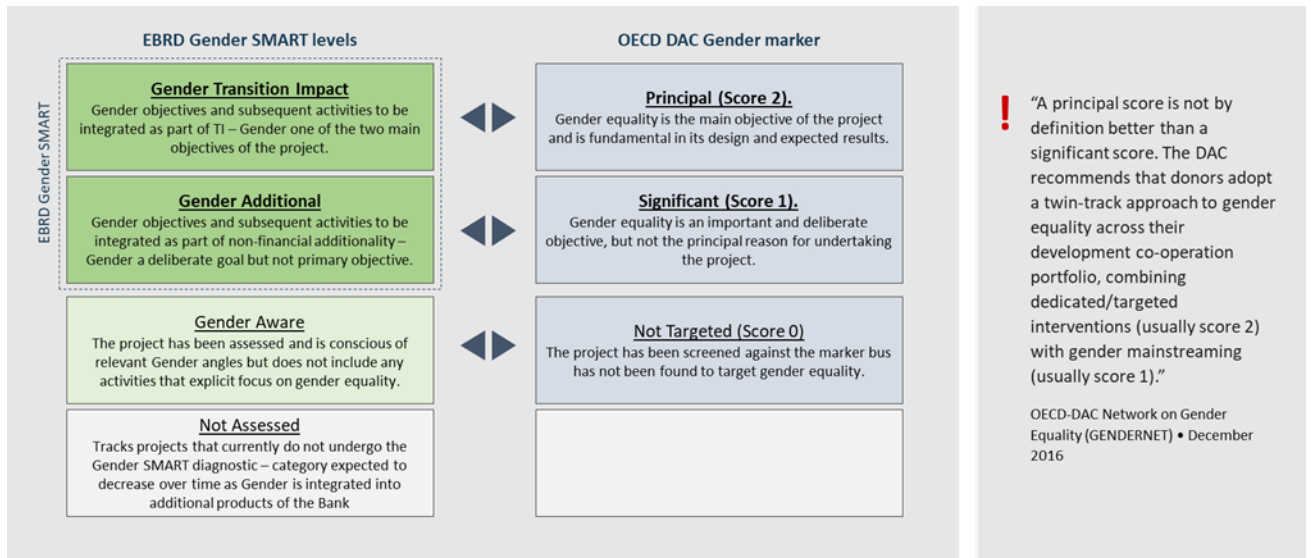 EBRD Gender SMART levels
OECD DAC Gender marker
EBRD Gender SMART
Gender Transition Impact
Gender objectives and subsequent activities to be
integrated as part of TI – Gender one of the two main
objectives of the project.
Principal (Score 2).
Gender equality is the main objective of the project
and is fundamental in its design and expected results.
Gender Additional
Gender objectives and subsequent activities to be
integrated as part of non-financial additionality –
Gender a deliberate goal but not primary objective.
Significant (Score 1).
Gender equality is an important and deliberate
objective, but not the principal reason for undertaking
the project.
Gender Aware
The project has been assessed and is conscious of
relevant Gender angles but does not include any
activities that explicit focus on gender equality.
Not Targeted (Score 0)
The project has been screened against the marker bus
has not been found to target gender equality.
Not Assessed
Tracks projects that currently do not undergo the
Gender SMART diagnostic – category expected to
decrease over time as Gender is integrated into
additional products of the Bank
!
“A principal score is not by
definition better than a
significant score. The DAC
recommends that donors adopt
a twin-track approach to gender
equality across their
development co-operation
portfolio, combining
dedicated/targeted
interventions (usually score 2)
with gender mainstreaming
(usually score 1).”
OECD-DAC Network on Gender
Equality (GENDERNET) • December
2016